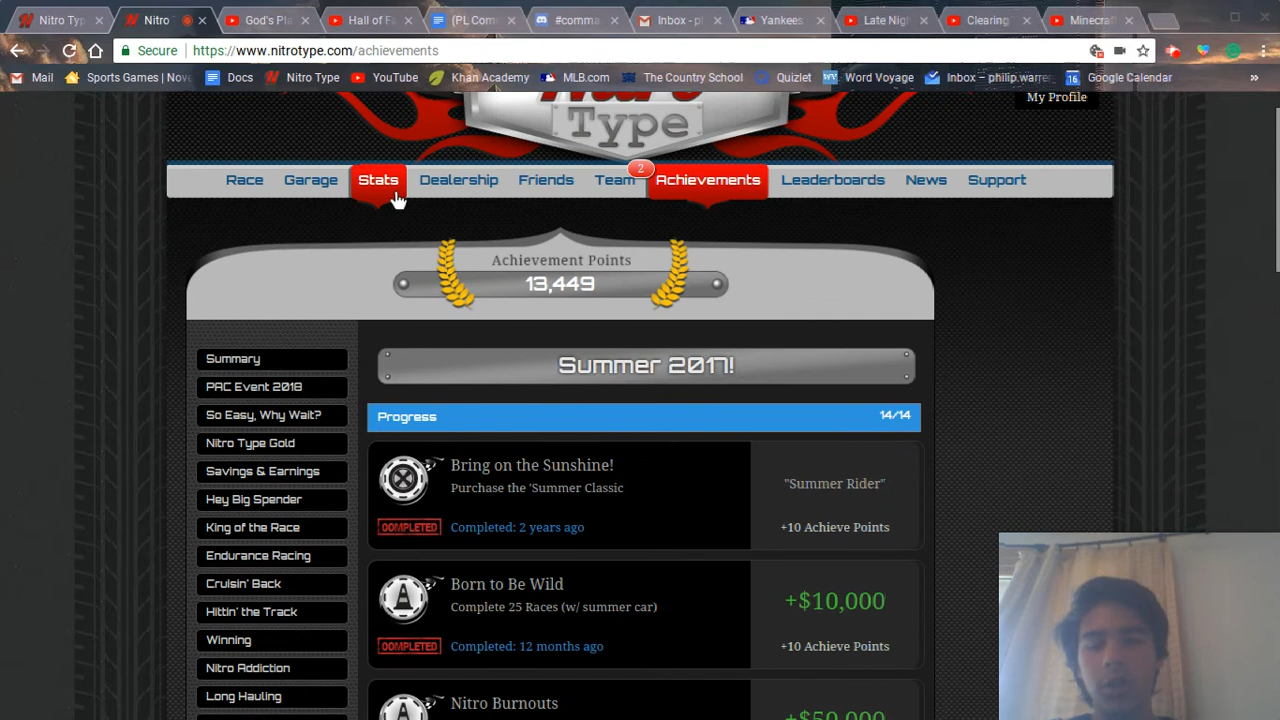 Nitro Typ
Nitro T
God's Pla
Hall of Fa
(PL Com
#comma
Inbox - pl
Yankees
Late Nigh
Clearing
Minecraf
Secure
https://www.nitrotype.com/achievements
Mail
Sports Games | Nove
Docs
Nitro Type
YouTube
Khan Academy
MLB.com
The Country School
Quizlet
Word Voyage
Inbox – philip.warre
Google Calendar
»
Type
My Profile
Race
Garage
Stats
Dealership
Friends
Team
2
Achievements
Leaderboards
News
Support
Achievement Points
13,449
Summary
PAC Event 2018
So Easy, Why Wait?
Nitro Type Gold
Savings & Earnings
Hey Big Spender
King of the Race
Endurance Racing
Cruisin' Back
Hittin' the Track
Winning
Nitro Addiction
Long Hauling
Summer 2017!
Progress
14/14
Bring on the Sunshine!
Purchase the 'Summer Classic
COMPLETED
Completed: 2 years ago
"Summer Rider"
+10 Achieve Points
Born to Be Wild
Complete 25 Races (w/ summer car)
COMPLETED
Completed: 12 months ago
+$10,000
+10 Achieve Points
Nitro Burnouts
+$50,000